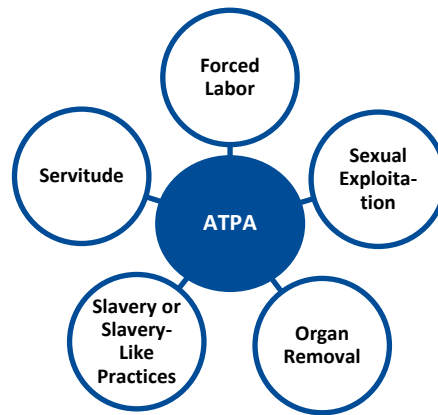 Forced
Labor
Servitude
Sexual
Exploita-
tion
ATPA
Slavery or
Slavery-
Like
Practices
Organ
Removal